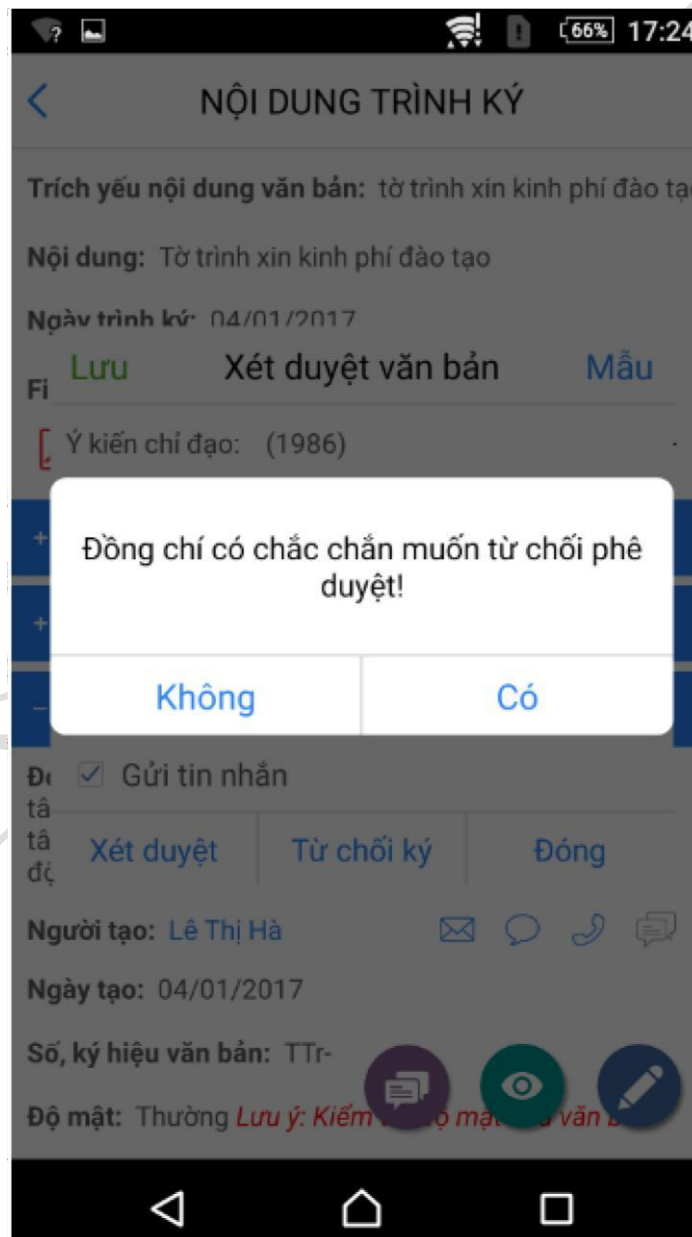 66% 17:24
NỘI DUNG TRÌNH KÝ
Trích yếu nội dung văn bản: tờ trình xin kinh phí đào
Nội dung: Tờ trình xin kinh phí đào tạo
Ngày trình ký: 04/01/2017
Lưu Xét duyệt văn bản Mẫu
Fi
Ý kiến chỉ đạo: (1986)
Đồng chí có chắc chắn muốn từ chối phê
duyệt!
Không Có
Gửi tin nhắn
tâ
tâ
Xét duyệt Từ chối ký Đóng
Người tạo: Lê Thị Hà
Ngày tạo: 04/01/2017
Số, ký hiệu văn bản: TTr-
Độ mật: Thường Lưu ý: Kiểm văn